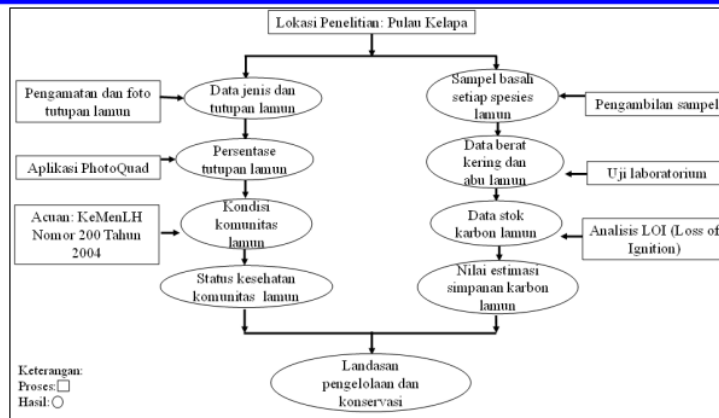 Lokasi Penelitian: Pulau Kelapa
Pengamatan dan foto
tutupan lamun
Data jenis dan
tutupan lamun
Aplikasi PhotoQuad
Persentase
tutupan lamun
Acuan: KeMenLH
Nomor 200 Tahun
2004
Kondisi
komunitas
lamun
Status kesehatan
komunitas lamun
Sampel basah
setiap spesies
lamun
Pengambilan sampel
Data berat
kering dan
abu lamun
Uji laboratorium
Data stok
karbon lamun
Analisis LOI (Loss of
Ignition)
Nilai estimasi
simpanan karbon
lamun
Landasan
pengelolaan dan
konservasi
Keterangan:
Proses:
Hasil: